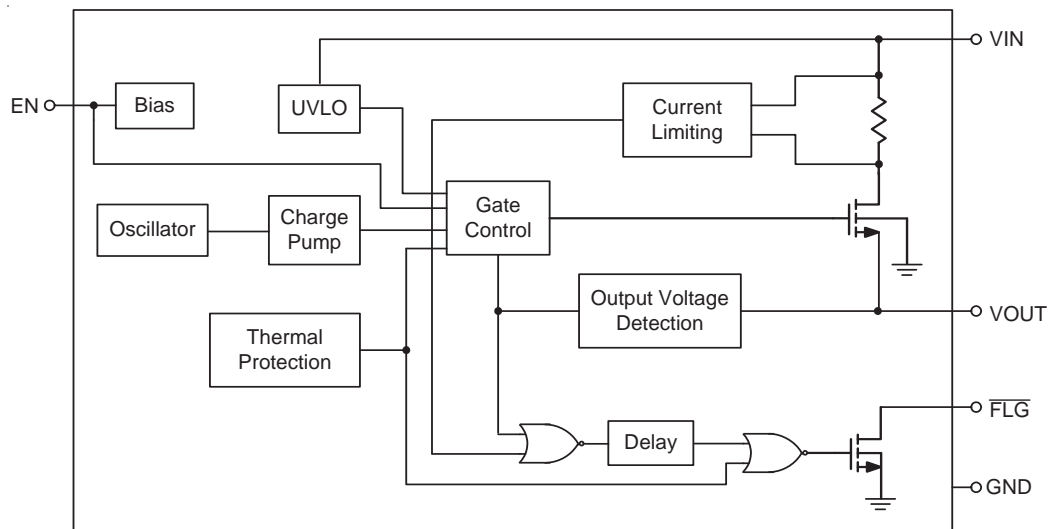 VIN
EN
Bias
UVLO
Current
Limiting
Oscillator
Charge
Pump
Gate
Control
Output Voltage
Detection
VOUT
Thermal
Protection
FLG
Delay
GND